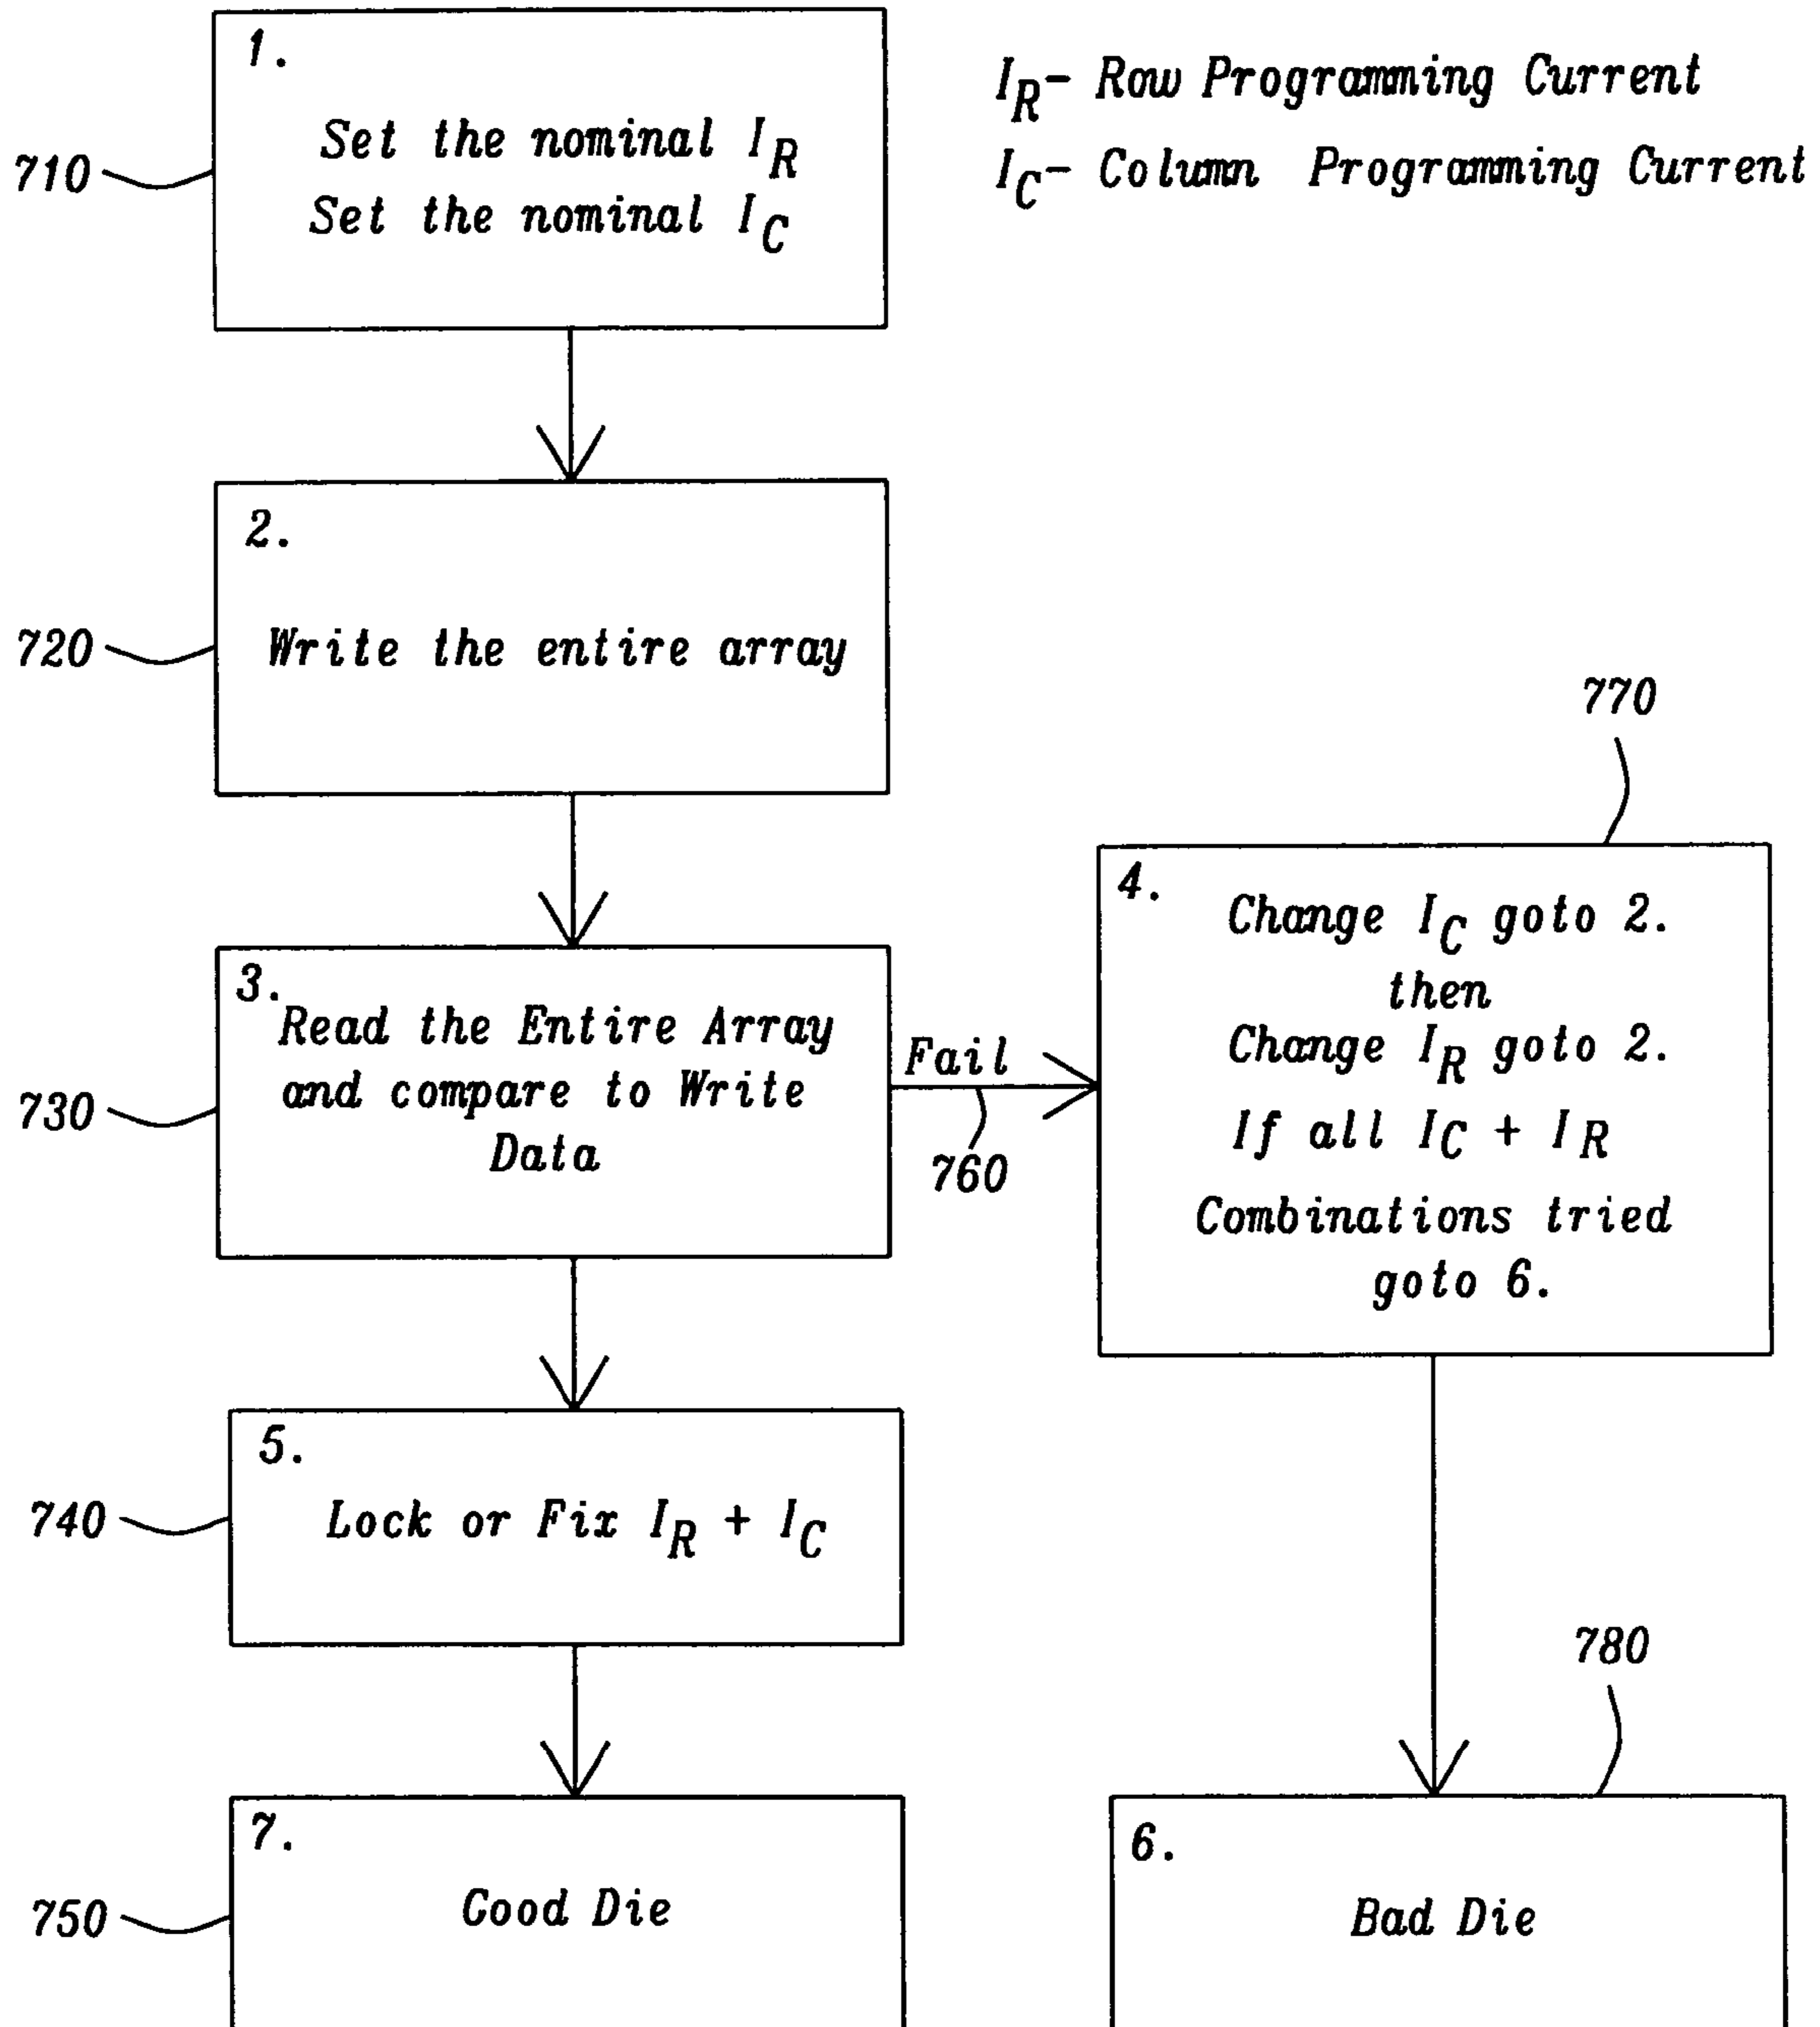 1.
710
Set the nominal I_R
Set the nominal I_C
I_R- Row Programming Current
I_C- Column Programming Current
2.
720
Write the entire array
3.
730
Read the Entire Array
and compare to Write
Data
Fail
760
770
4.
Change I_C goto 2.
then
Change I_R goto 2.
If all I_C + I_R
Combinations tried
goto 6.
5.
740
Lock or Fix I_R + I_C
7.
750
Good Die
780
6.
Bad Die